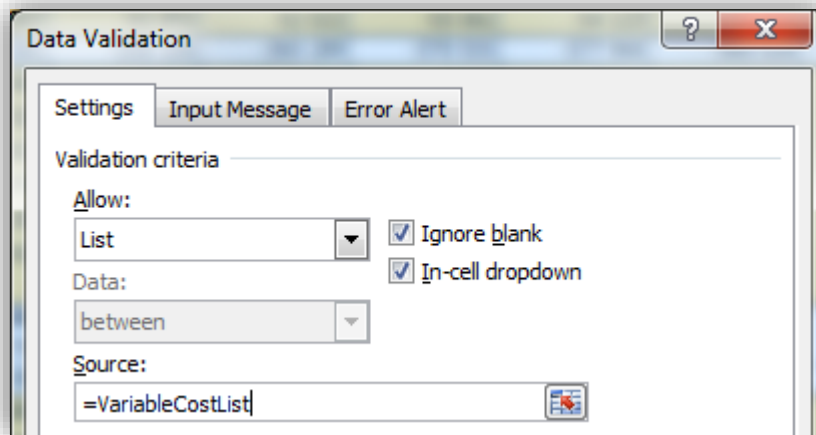 Data Validation ?
Settings Input Message Error Alert
Validation criteria
Allow:
List
Ignore blank
In-cell dropdown
Data:
between
Source:
=VariableCostList